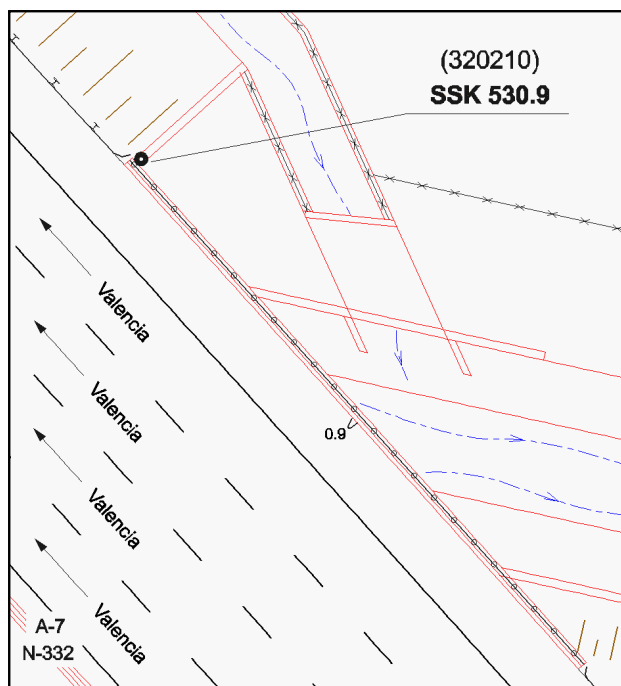 (320210)
SSK 530.9
Valencia
Valencia
0.9
Valencia
Valencia
A-7
N-332